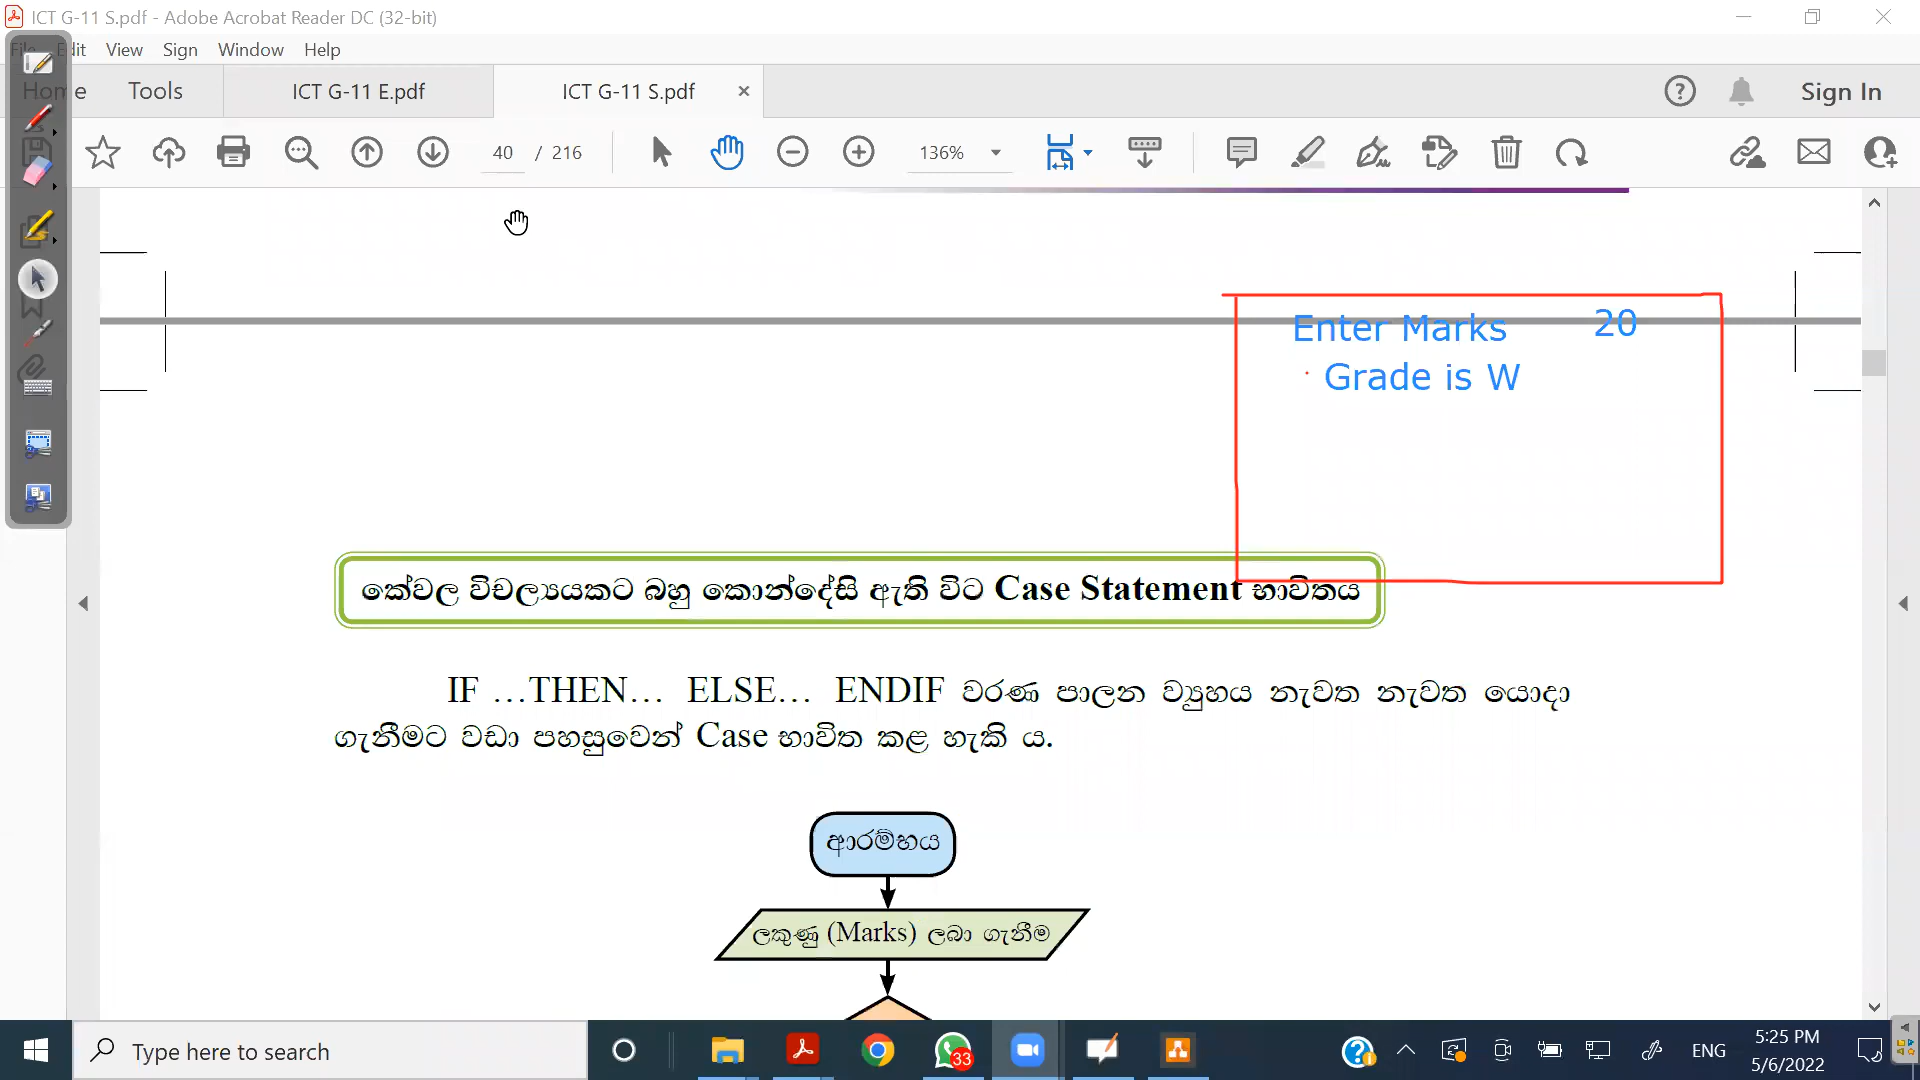 ICT G-11 S.pdf - Adobe Acrobat Reader DC (32-bit)
File Edit View Sign Window Help
Home Tools ICT G-11 E.pdf ICT G-11 S.pdf × Sign In
40 / 216 136%
Enter Marks 20
Grade is W
කේවල විචල්‍යයකට බහු කොන්දේසි ඇති විට Case Statement භාවිතය
IF …THEN… ELSE… ENDIF වරණ පාලන ව්‍යුහය නැවත නැවත යොදා
ගැනීමට වඩා පහසුවෙන් Case භාවිත කළ හැකි ය.
ආරම්භය
ලකුණු (Marks) ලබා ගැනීම
Type here to search 33 ENG 5:25 PM
5/6/2022